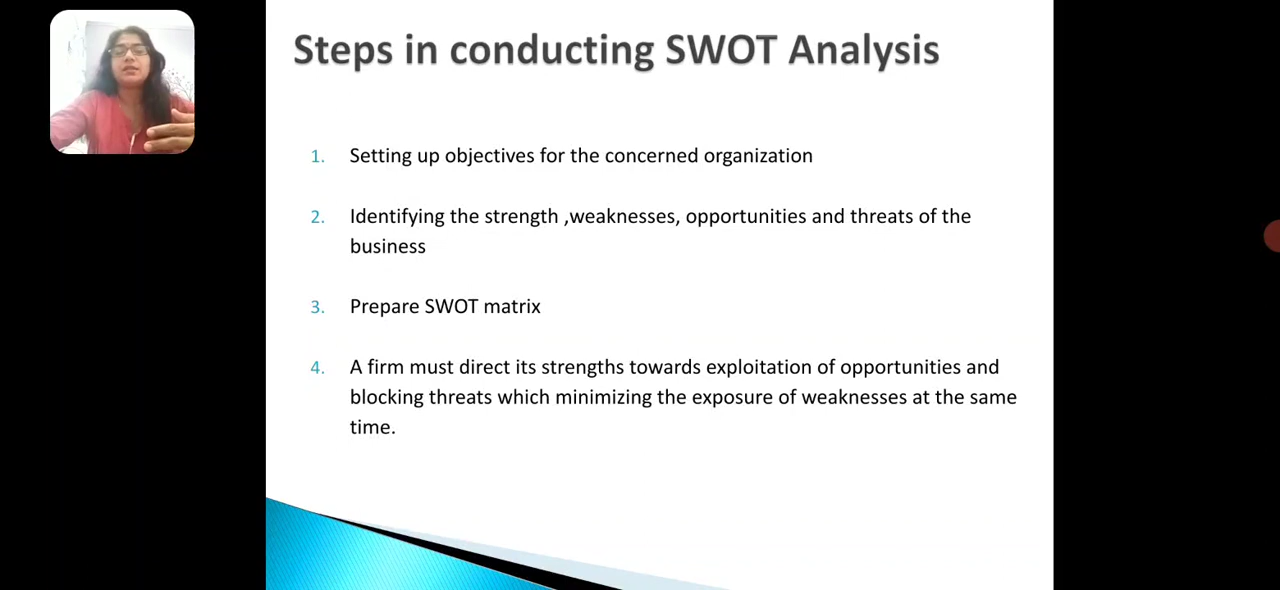 Steps in conducting SWOT Analysis
1. Setting up objectives for the concerned organization
2. Identifying the strength ,weaknesses, opportunities and threats of the
business
3. Prepare SWOT matrix
4. A firm must direct its strengths towards exploitation of opportunities and
blocking threats which minimizing the exposure of weaknesses at the same
time.